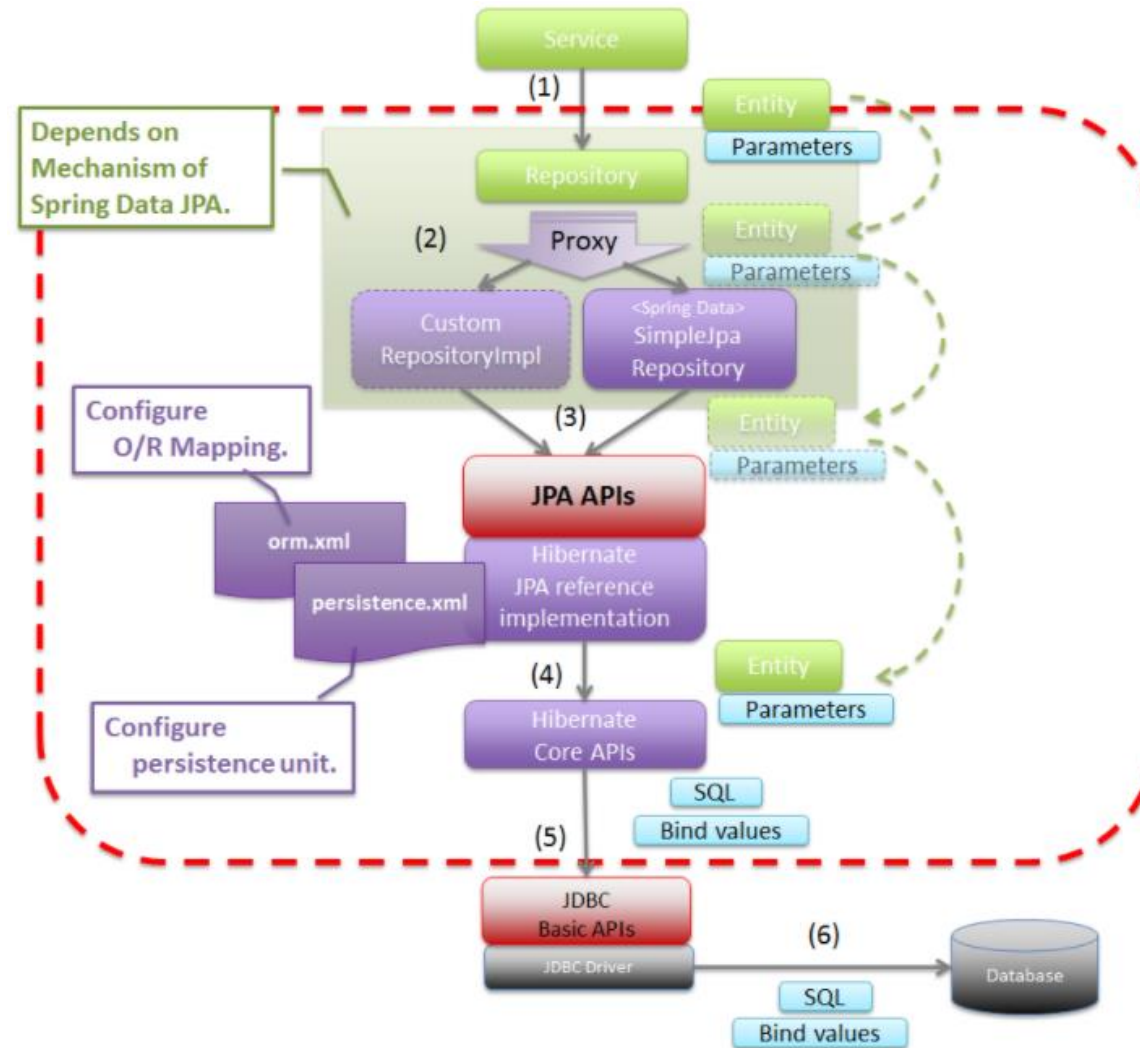 Service
(1)
Entity
Parameters
Depends on
Mechanism of
Spring Data JPA.
Repository
(2)
Proxy
Entity
Parameters
Custom
RepositoryImpl
<Spring Data>
SimpleJpa
Repository
(3)
Entity
Parameters
Configure
O/R Mapping.
JPA APIs
orm.xml
Hibernate
JPA reference
implementation
persistence.xml
(4)
Entity
Parameters
Configure
persistence unit.
Hibernate
Core APIs
SQL
Bind values
(5)
JDBC
Basic APIs
JDBC Driver
(6)
Database
SQL
Bind values